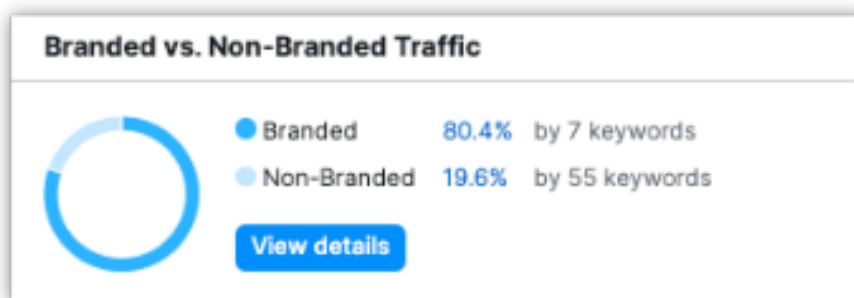 Branded vs. Non-Branded Traffic
Branded 80.4% by 7 keywords
Non-Branded 19.6% by 55 keywords
View details